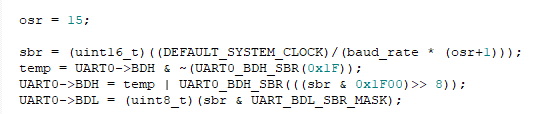 osr = 15;
sbr = (uint16_t)((DEFAULT_SYSTEM_CLOCK)/(baud_rate * (osr+1)));
temp = UART0->BDH & ~(UART0_BDH_SBR(0x1F));
UART0->BDH = temp | UART0_BDH_SBR(((sbr & 0x1F00)>> 8));
UART0->BDL = (uint8_t)(sbr & UART_BDL_SBR_MASK);